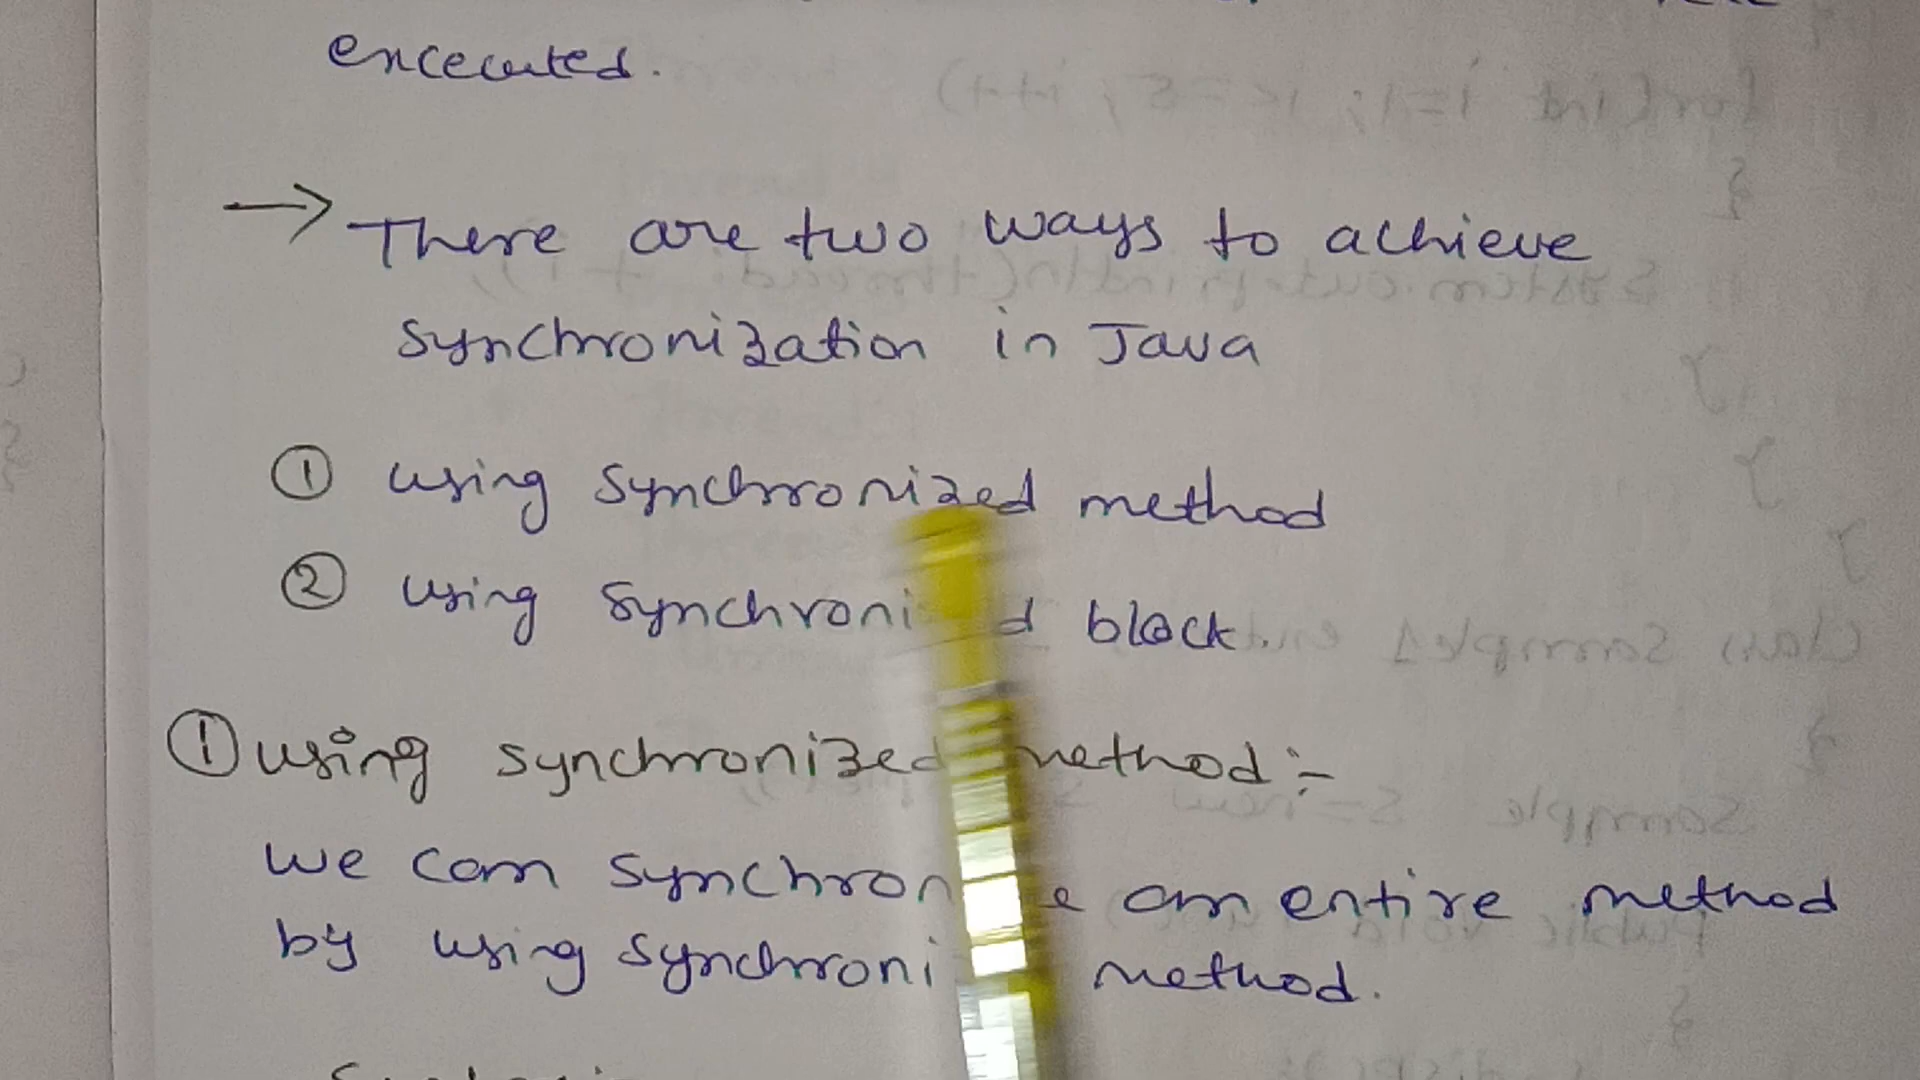 excecuted.
→ There are two ways to achieve
synchronization in Java
① using synchronized method
② using synchroni d block.
① using synchronized method :-
we can synchron e an entire method
by using synchroni method.